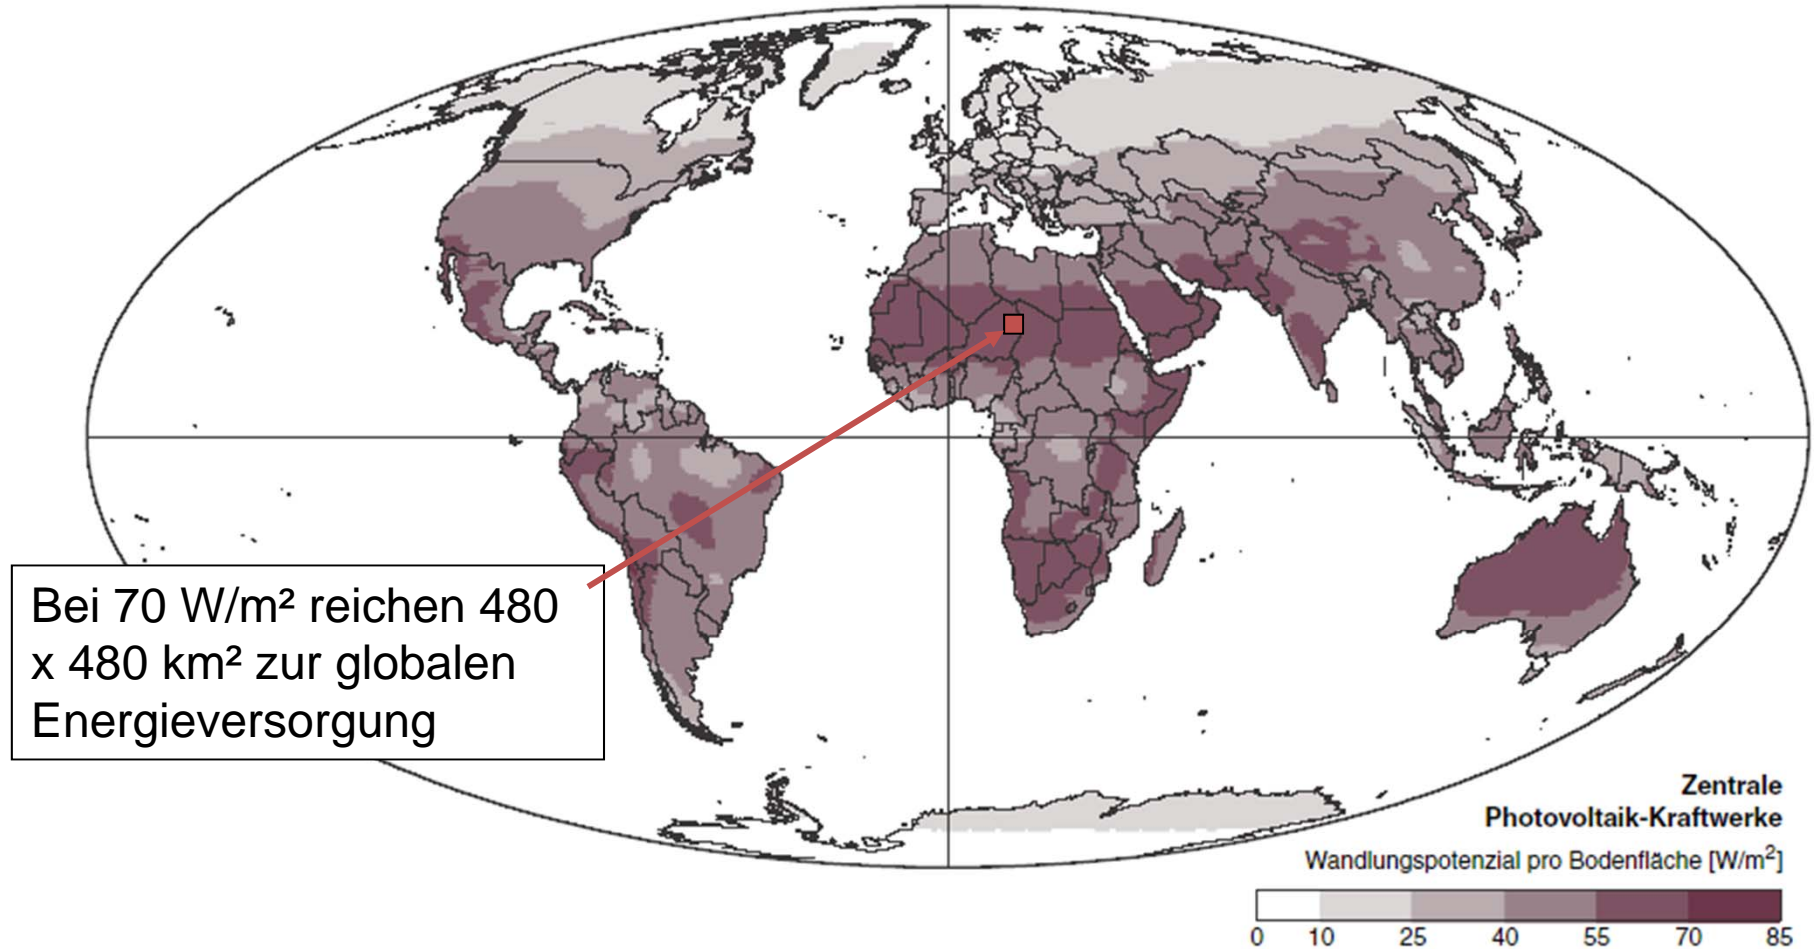 Bei 70 W/m² reichen 480
x 480 km² zur globalen
Energieversorgung
Zentrale
Photovoltaik-Kraftwerke
Wandlungspotenzial pro Bodenfläche [W/m²]
0 10 25 40 55 70 85